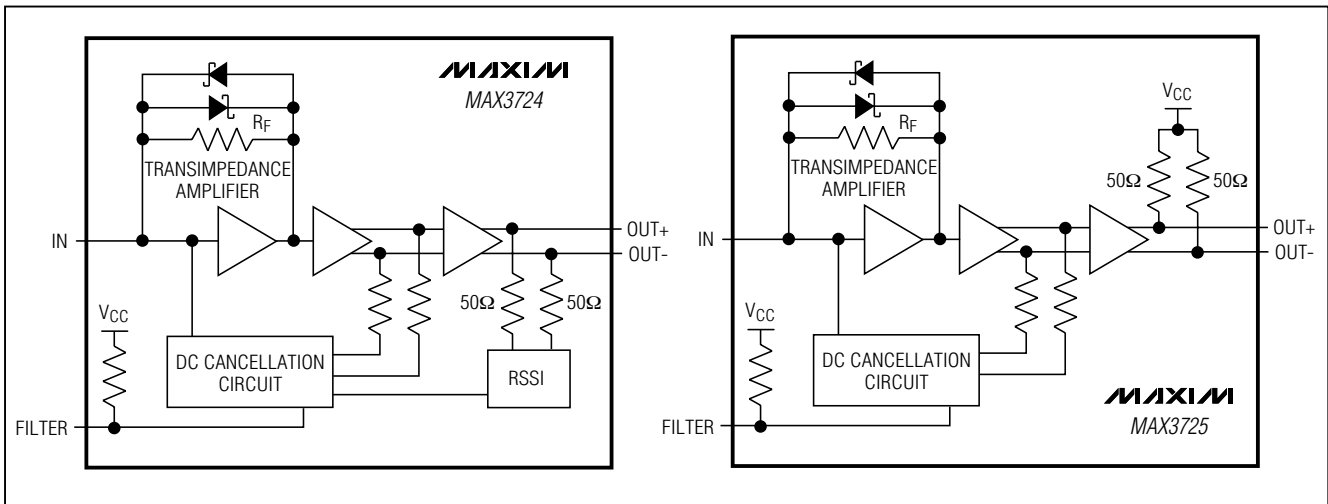 MAXIM
MAX3724
R_F
TRANSIMPEDANCE
AMPLIFIER
IN
OUT+
OUT-
50Ω
50Ω
V_CC
DC CANCELLATION
CIRCUIT
RSSI
FILTER
V_CC
R_F
TRANSIMPEDANCE
AMPLIFIER
50Ω
50Ω
IN
OUT+
OUT-
V_CC
DC CANCELLATION
CIRCUIT
MAXIM
MAX3725
FILTER